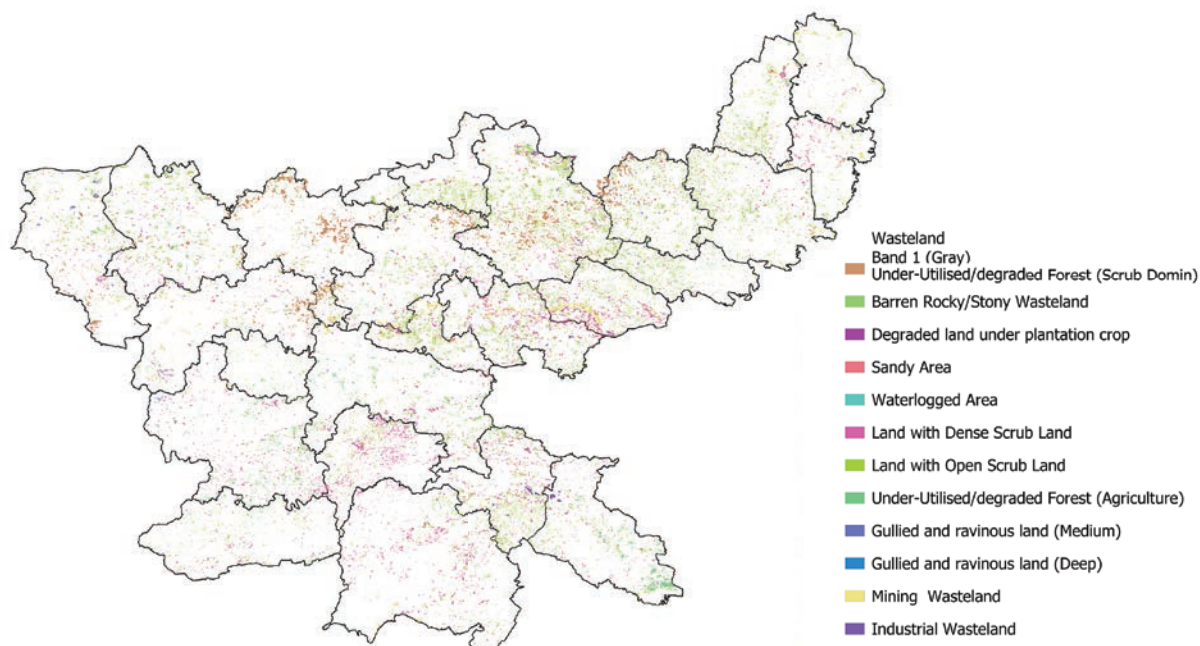 Wasteland
Band 1 (Gray)
Under-Utilised/degraded Forest (Scrub Domin)
Barren Rocky/Stony Wasteland
Degraded land under plantation crop
Sandy Area
Waterlogged Area
Land with Dense Scrub Land
Land with Open Scrub Land
Under-Utilised/degraded Forest (Agriculture)
Gullied and ravinous land (Medium)
Gullied and ravinous land (Deep)
Mining Wasteland
Industrial Wasteland